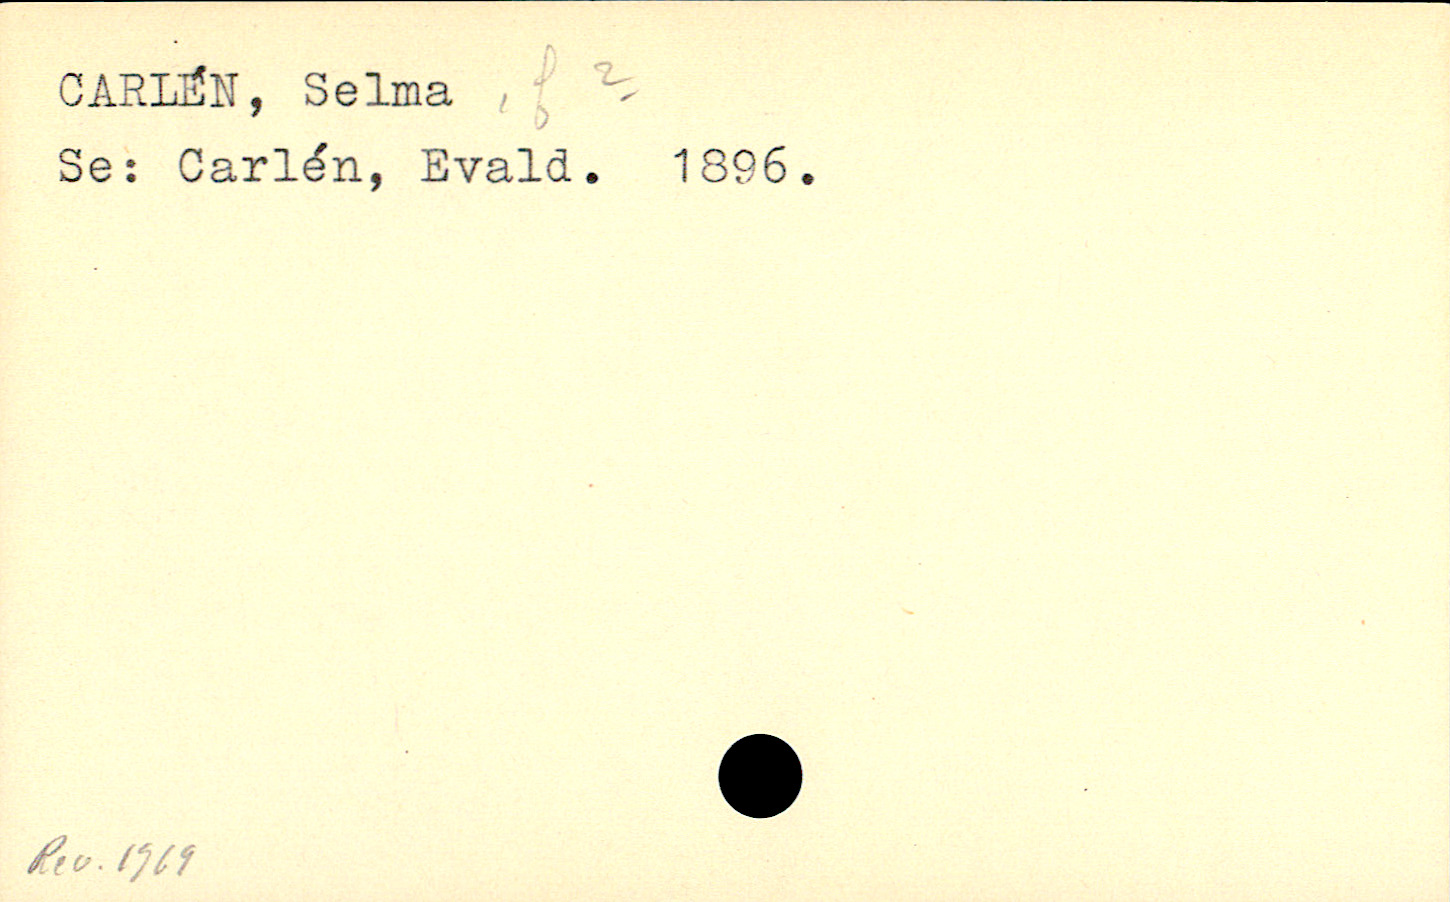 CARLÉN, Selma , f
Se: Carlén, Evald. 1896.
Rev. 1969